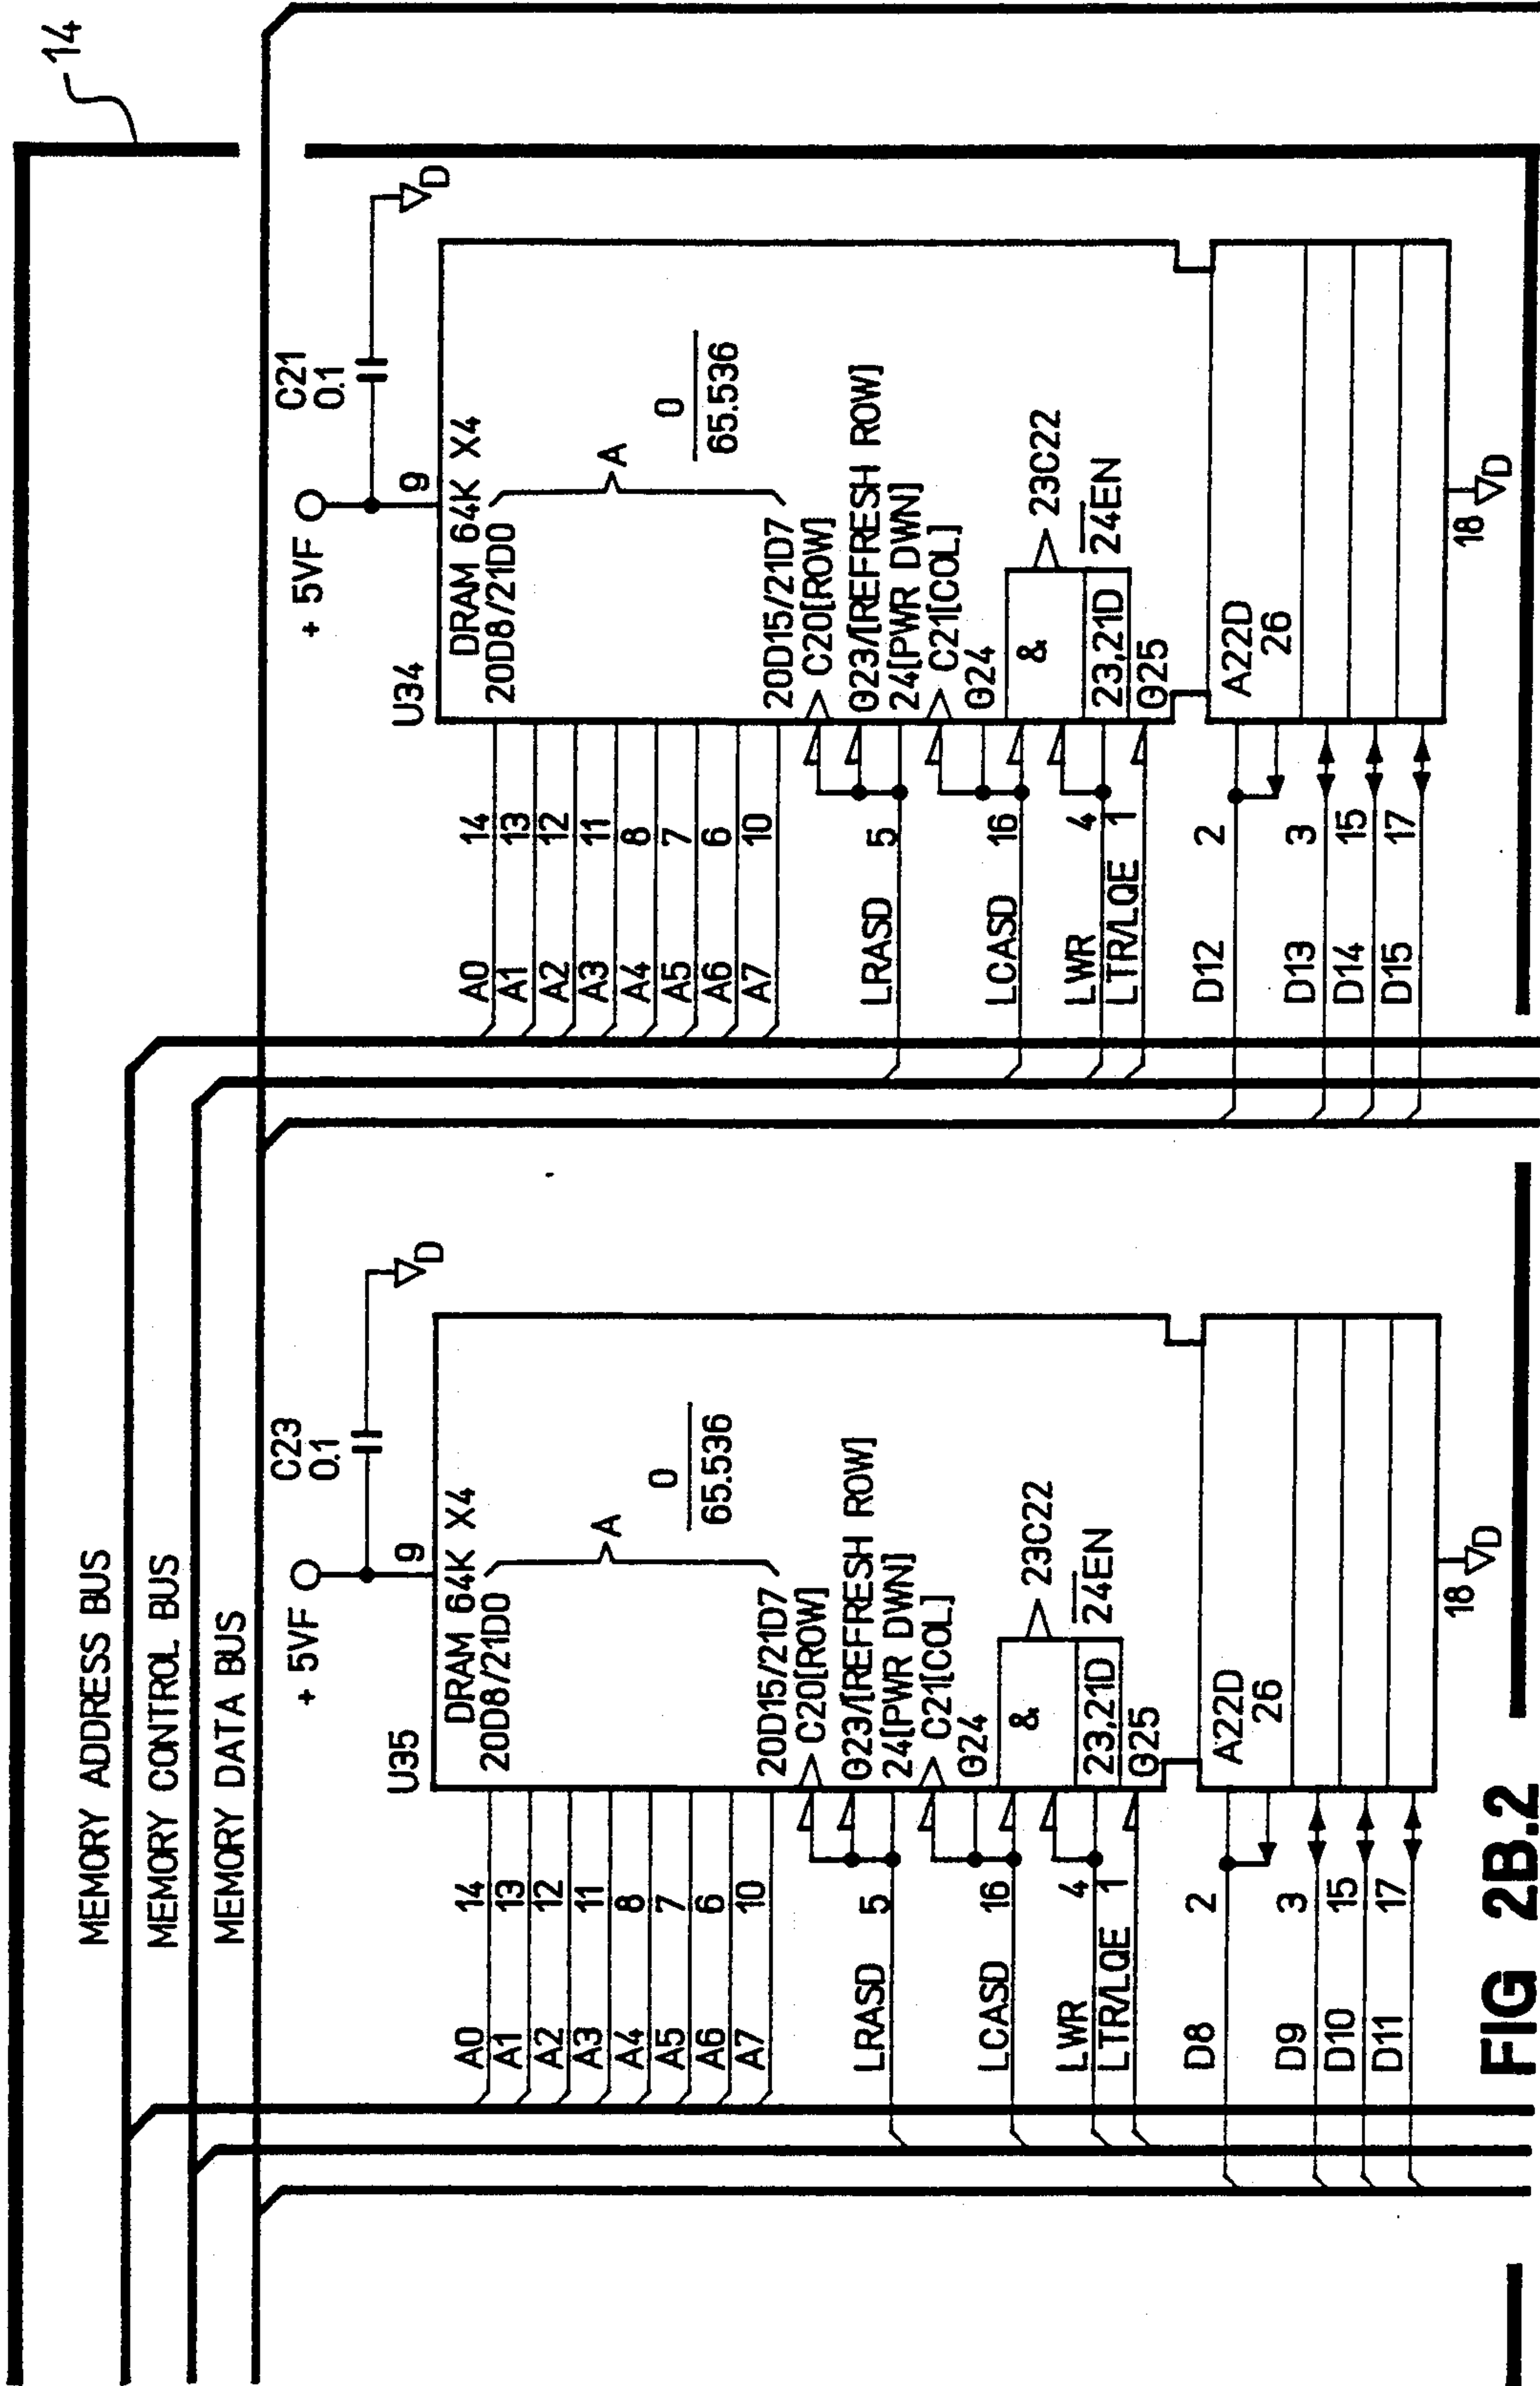 14
MEMORY ADDRESS BUS
MEMORY CONTROL BUS
MEMORY DATA BUS
+ 5VF
C23
0.1
D
9
U35
DRAM 64K X4
20D8/21D0
A
0
65.536
20D15/21D7
C20[ROW]
G23/[REFRESH ROW]
24[PWR DWN]
C21[COL]
G24
&
23C22
23,21D
24EN
G25
A22D
26
18
D
A0 14
A1 13
A2 12
A3 11
A4 8
A5 7
A6 6
A7 10
LRASD 5
LCASD 16
LWR 4
LTR/LQE 1
D8 2
D9 3
D10 15
D11 17
+ 5VF
C21
0.1
D
9
U34
DRAM 64K X4
20D8/21D0
A
0
65.536
20D15/21D7
C20[ROW]
G23/[REFRESH ROW]
24[PWR DWN]
C21[COL]
G24
&
23C22
23,21D
24EN
G25
A22D
26
18
D
A0 14
A1 13
A2 12
A3 11
A4 8
A5 7
A6 6
A7 10
LRASD 5
LCASD 16
LWR 4
LTR/LQE 1
D12 2
D13 3
D14 15
D15 17
FIG 2B.2